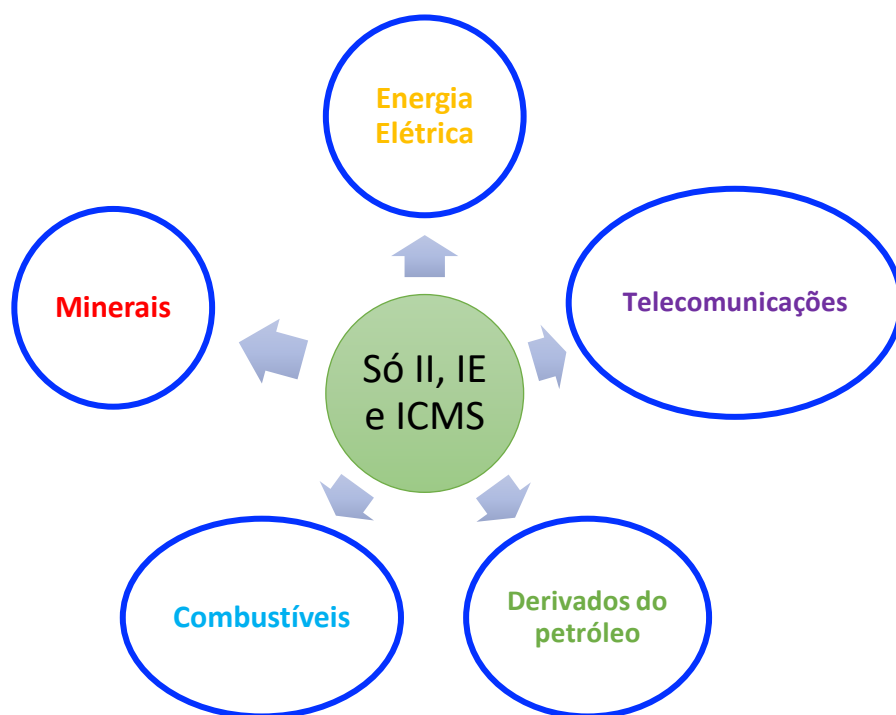 Energia
Elétrica
Minerais
Telecomunicações
Só II, IE
e ICMS
Combustíveis
Derivados do
petróleo